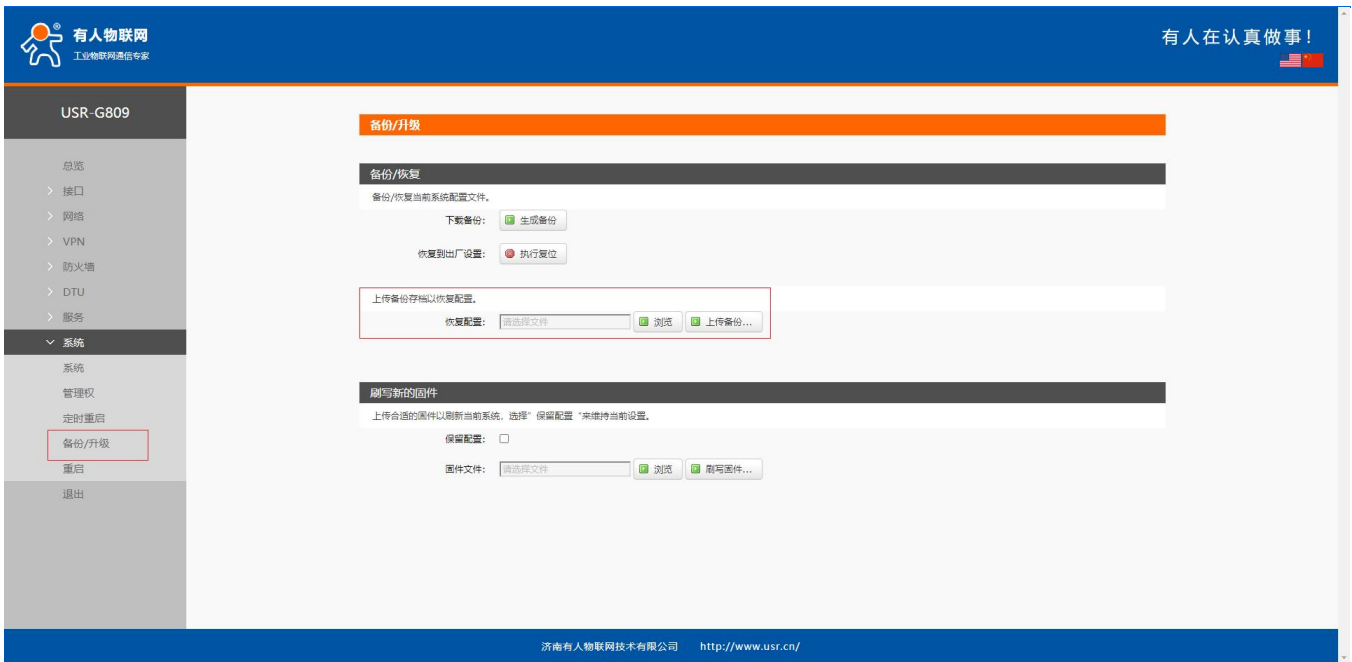 有人物联网
工业物联网通信专家
有人在认真做事!
USR-G809
总览
接口
网络
VPN
防火墙
DTU
服务
系统
系统
管理权
定时重启
备份/升级
重启
退出
备份/升级
备份/恢复
备份/恢复当前系统配置文件。
下载备份: 生成备份
恢复到出厂设置: 执行复位
上传备份存档以恢复配置。
恢复配置: 请选择文件 浏览 上传备份...
刷写新的固件
上传合适的固件以刷新当前系统，选择"保留配置"来维持当前设置。
保留配置:
固件文件: 请选择文件 浏览 刷写固件...
济南有人物联网技术有限公司 http://www.usr.cn/